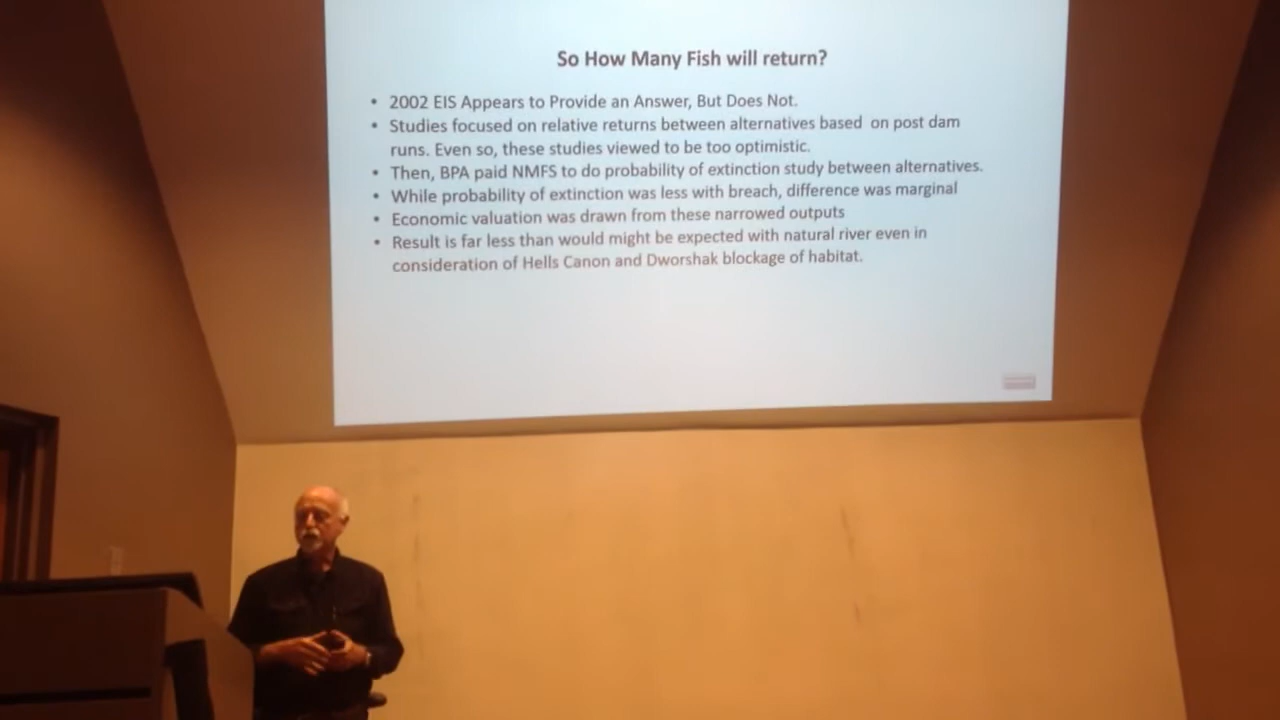 So How Many Fish will return?
• 2002 EIS Appears to Provide an Answer, But Does Not.
• Studies focused on relative returns between alternatives based on post dam
runs. Even so, these studies viewed to be too optimistic.
• Then, BPA paid NMFS to do probability of extinction study between alternatives.
• While probability of extinction was less with breach, difference was marginal
• Economic valuation was drawn from these narrowed outputs
• Result is far less than would might be expected with natural river even in
consideration of Hells Canon and Dworshak blockage of habitat.